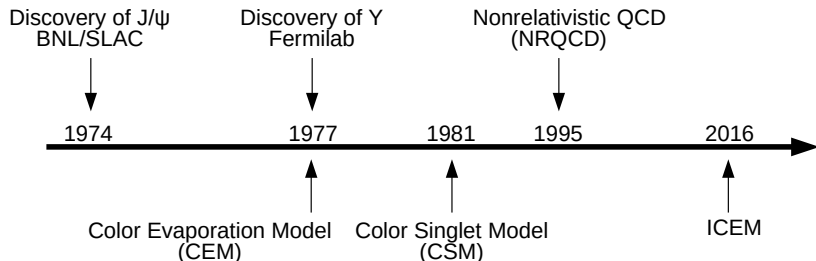 Discovery of J/ψ
BNL/SLAC
Discovery of Y
Fermilab
Nonrelativistic QCD
(NRQCD)
1974
1977
1981
1995
2016
Color Evaporation Model
(CEM)
Color Singlet Model
(CSM)
ICEM